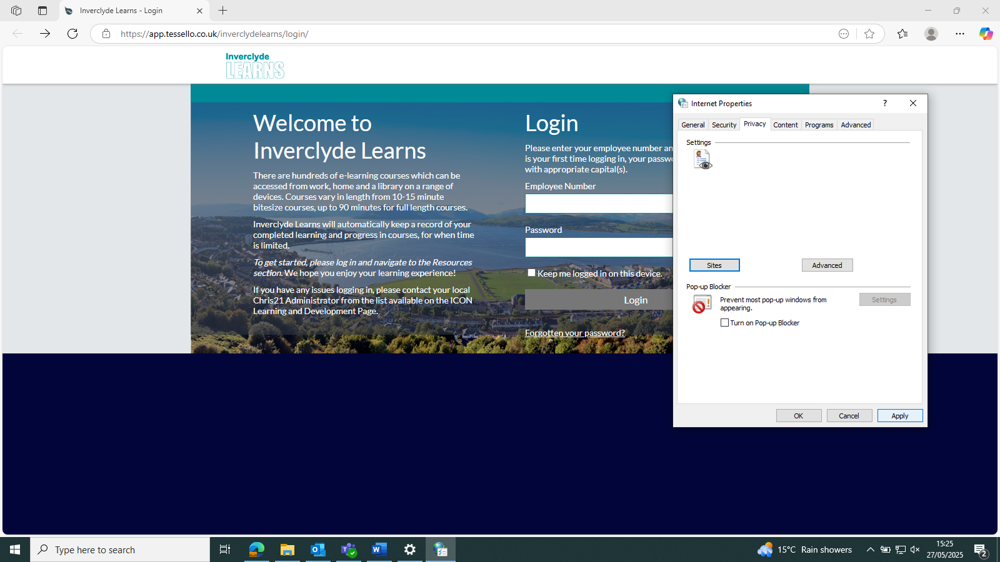 Inverclyde Learns - Login
https://app.tessello.co.uk/inverclydelearns/login/
Inverclyde
LEARNS
Welcome to
Inverclyde Learns
There are hundreds of e-learning courses which can be
accessed from work, home and a library on a range of
devices. Courses vary in length from 10-15 minute
bitesize courses, up to 90 minutes for full length courses.
Inverclyde Learns will automatically keep a record of your
completed learning and progress in courses, for when time
is limited.
To get started, please log in and navigate to the Resources
section. We hope you enjoy your learning experience!
If you have any issues logging in, please contact your local
Chris21 Administrator from the list available on the ICON
Learning and Development Page.
Login
Please enter your employee number an
is your first time logging in, your passw
with appropriate capital(s).
Employee Number
Password
Keep me logged in on this device.
Login
Forgotten your password?
Internet Properties
?
General Security Privacy Content Programs Advanced
Settings
Sites Advanced
Pop-up Blocker
Prevent most pop-up windows from
appearing.
Settings
Turn on Pop-up Blocker
OK Cancel Apply
Type here to search
15°C Rain showers
15:25
27/05/2025
2